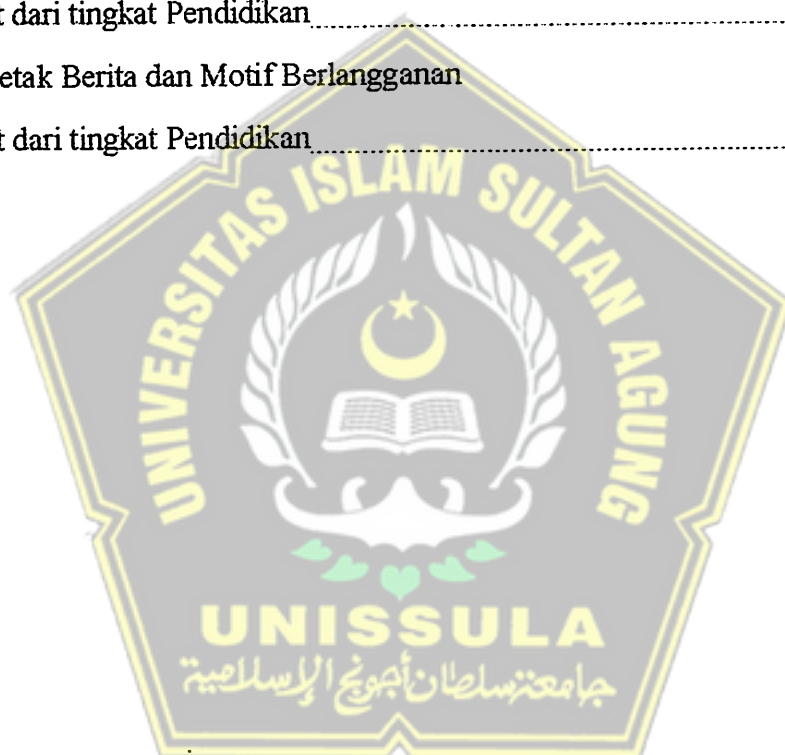 t dari tingkat Pendidikan
etak Berita dan Motif Berlangganan
t dari tingkat Pendidikan
UNIVERSITAS ISLAM SULTAN AGUNG
UNISSULA
جامعة سلطان أجونج الإسلامية